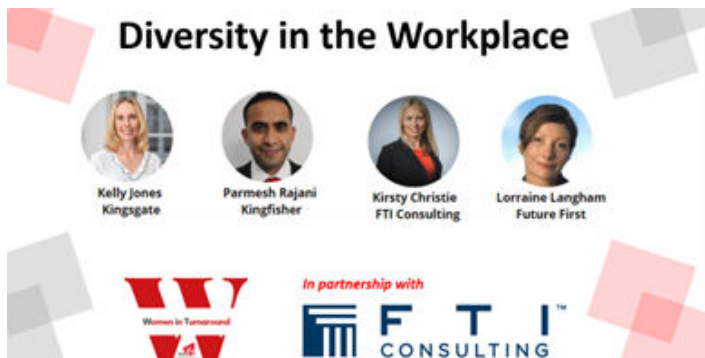 Diversity in the Workplace
Kelly Jones
Kingsgate
Parmesh Rajani
Kingfisher
Kirsty Christie
FTI Consulting
Lorraine Langham
Future First
In partnership with
W
Women in Turnaround
F T I ™
CONSULTING